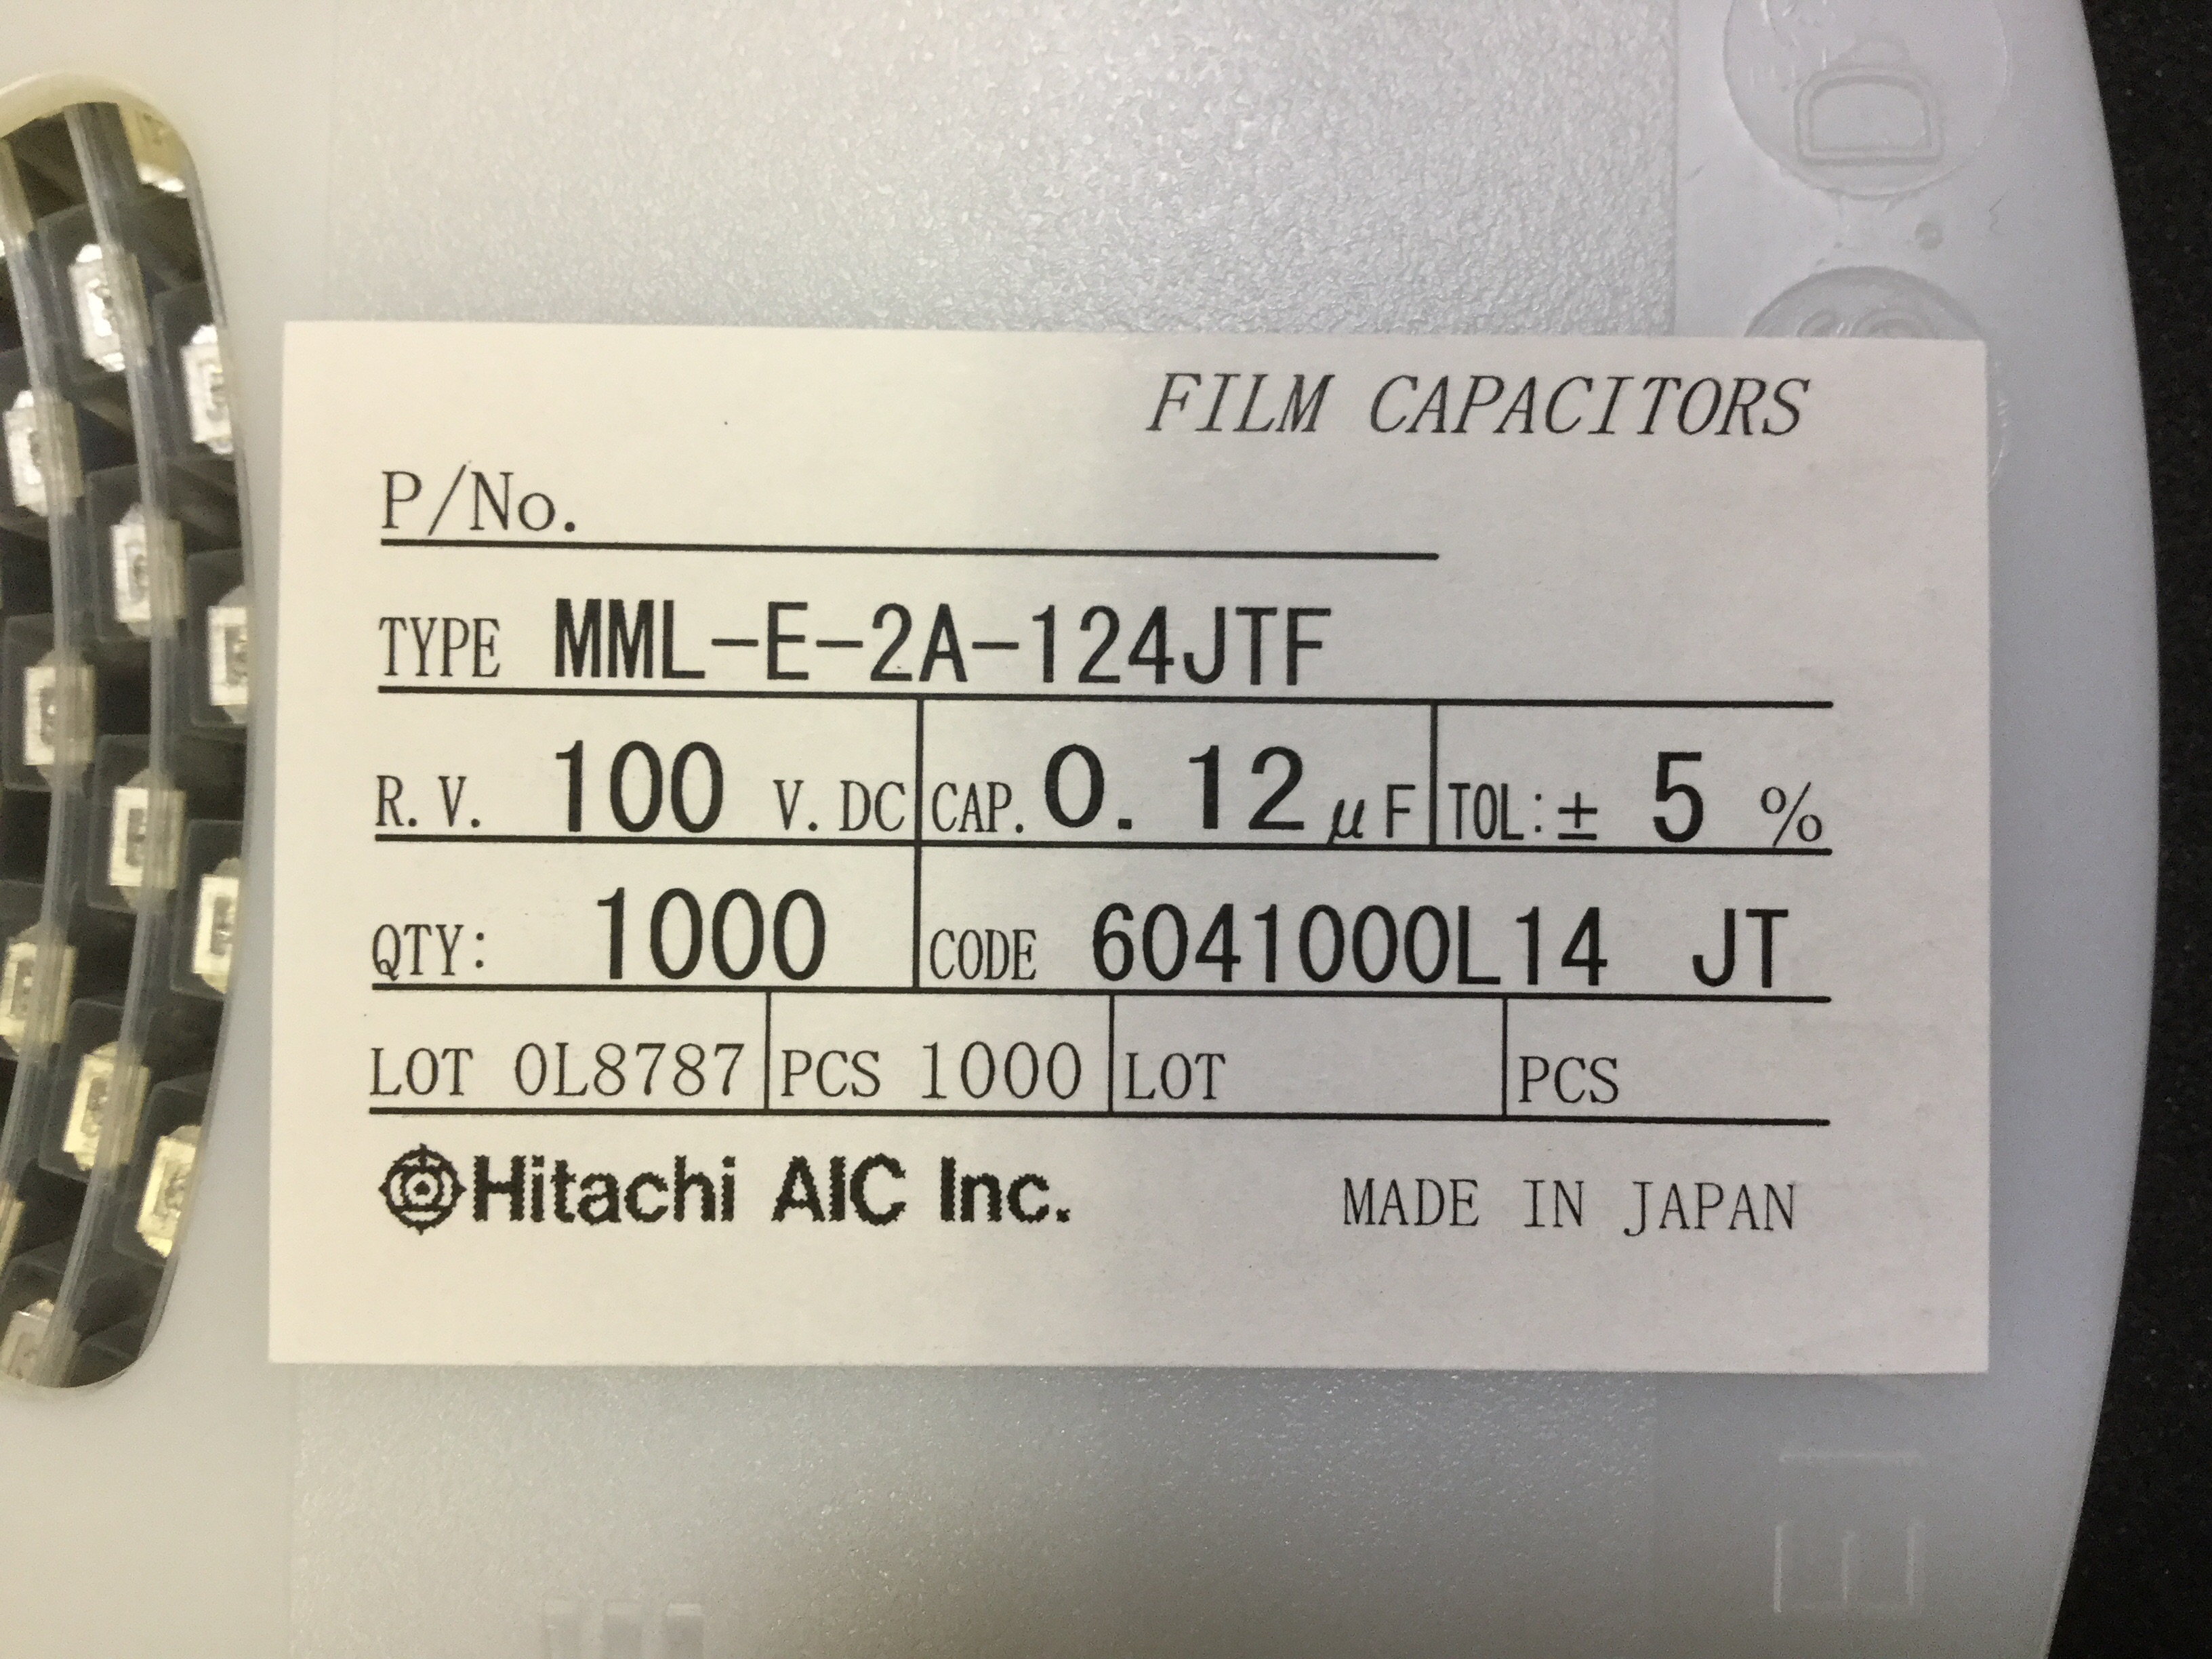 FILM CAPACITORS
P/No.
TYPE MML-E-2A-124JTF
R.V. 100 V.DC CAP. 0.12 μF TOL:± 5 %
QTY: 1000 CODE 6041000L14 JT
LOT 0L8787 PCS 1000 LOT PCS
Hitachi AIC Inc. MADE IN JAPAN